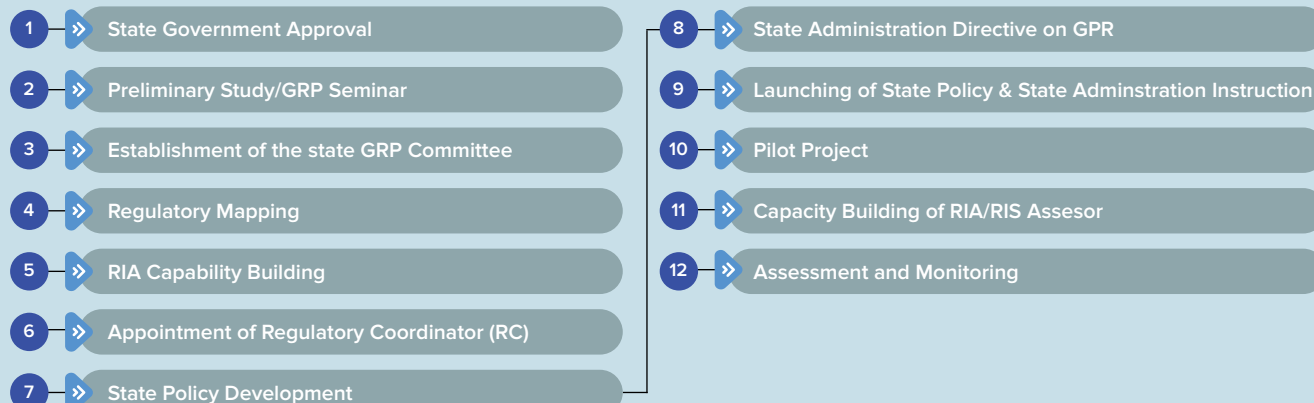 1 State Government Approval
2 Preliminary Study/GRP Seminar
3 Establishment of the state GRP Committee
4 Regulatory Mapping
5 RIA Capability Building
6 Appointment of Regulatory Coordinator (RC)
7 State Policy Development
8 State Administration Directive on GPR
9 Launching of State Policy & State Adminstration Instruction
10 Pilot Project
11 Capacity Building of RIA/RIS Assesor
12 Assessment and Monitoring